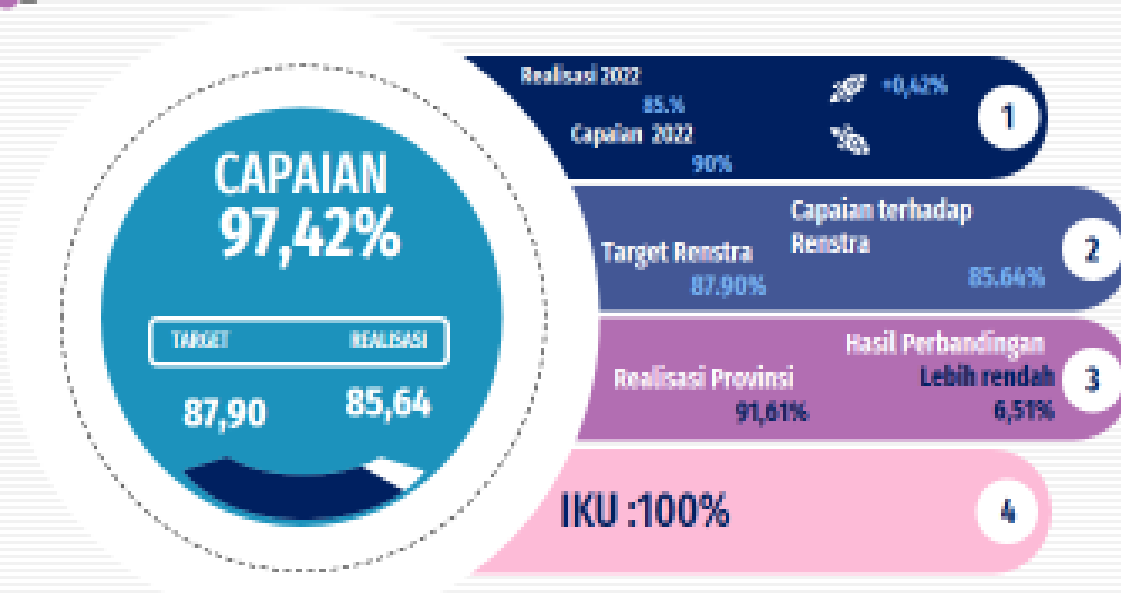 CAPAIAN
97,42%
TARGET REALISASI
87,90 85,64
Realisasi 2022
85.%
Capaian 2022
90%
+0,42%
1
Target Renstra
87.90%
Capaian terhadap
Renstra
85.64%
2
Realisasi Provinsi
91,61%
Hasil Perbandingan
Lebih rendah
6,51%
3
IKU :100%
4